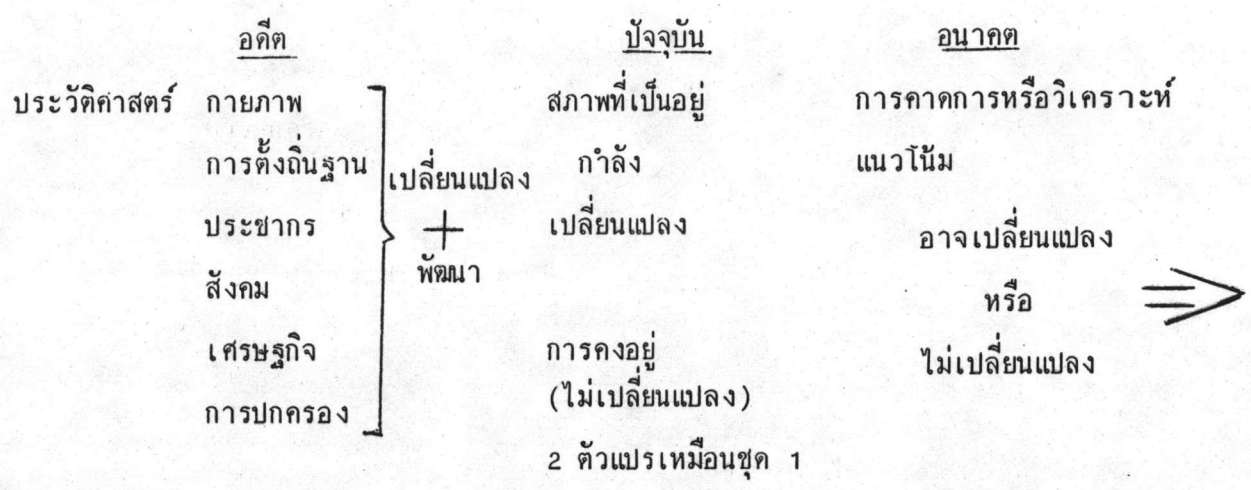 อดีต ปัจจุบัน อนาคต
ประวัติศาสตร์ กายภาพ สภาพที่เป็นอยู่ การคาดการหรือวิเคราะห์
การตั้งถิ่นฐาน กำลัง แนวโน้ม
เปลี่ยนแปลง
ประชากร + เปลี่ยนแปลง อาจเปลี่ยนแปลง
พัฒนา
สังคม หรือ
เศรษฐกิจ การคงอยู่ ไม่เปลี่ยนแปลง
การปกครอง (ไม่เปลี่ยนแปลง)
2 ตัวแปรเหมือนชุด 1